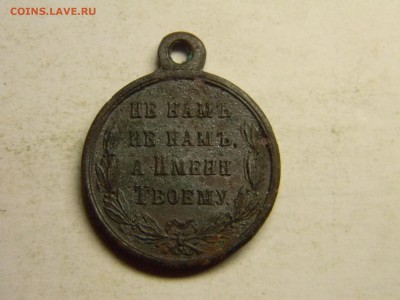 COINS.LAVE.RU
НЕ НАМЪ
НЕ НАМЪ,
А ИМЕНИ
ТВОЕМУ.